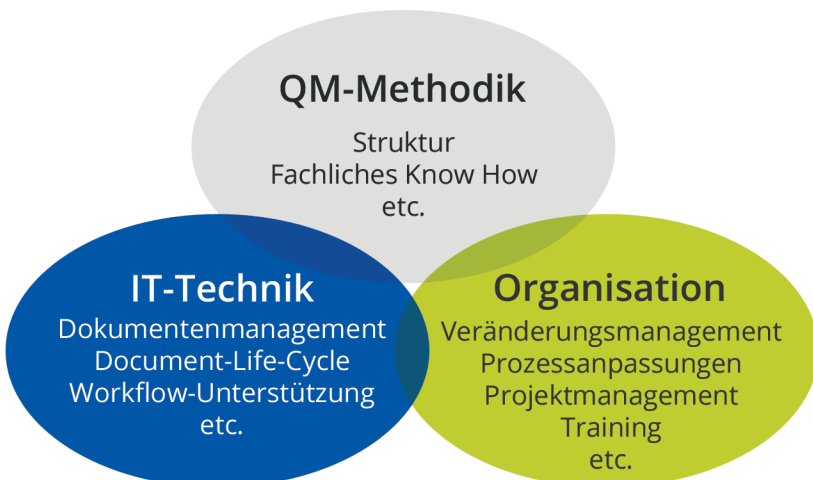 QM-Methodik
Struktur
Fachliches Know How
etc.
IT-Technik
Dokumentenmanagement
Document-Life-Cycle
Workflow-Unterstützung
etc.
Organisation
Veränderungsmanagement
Prozessanpassungen
Projektmanagement
Training
etc.